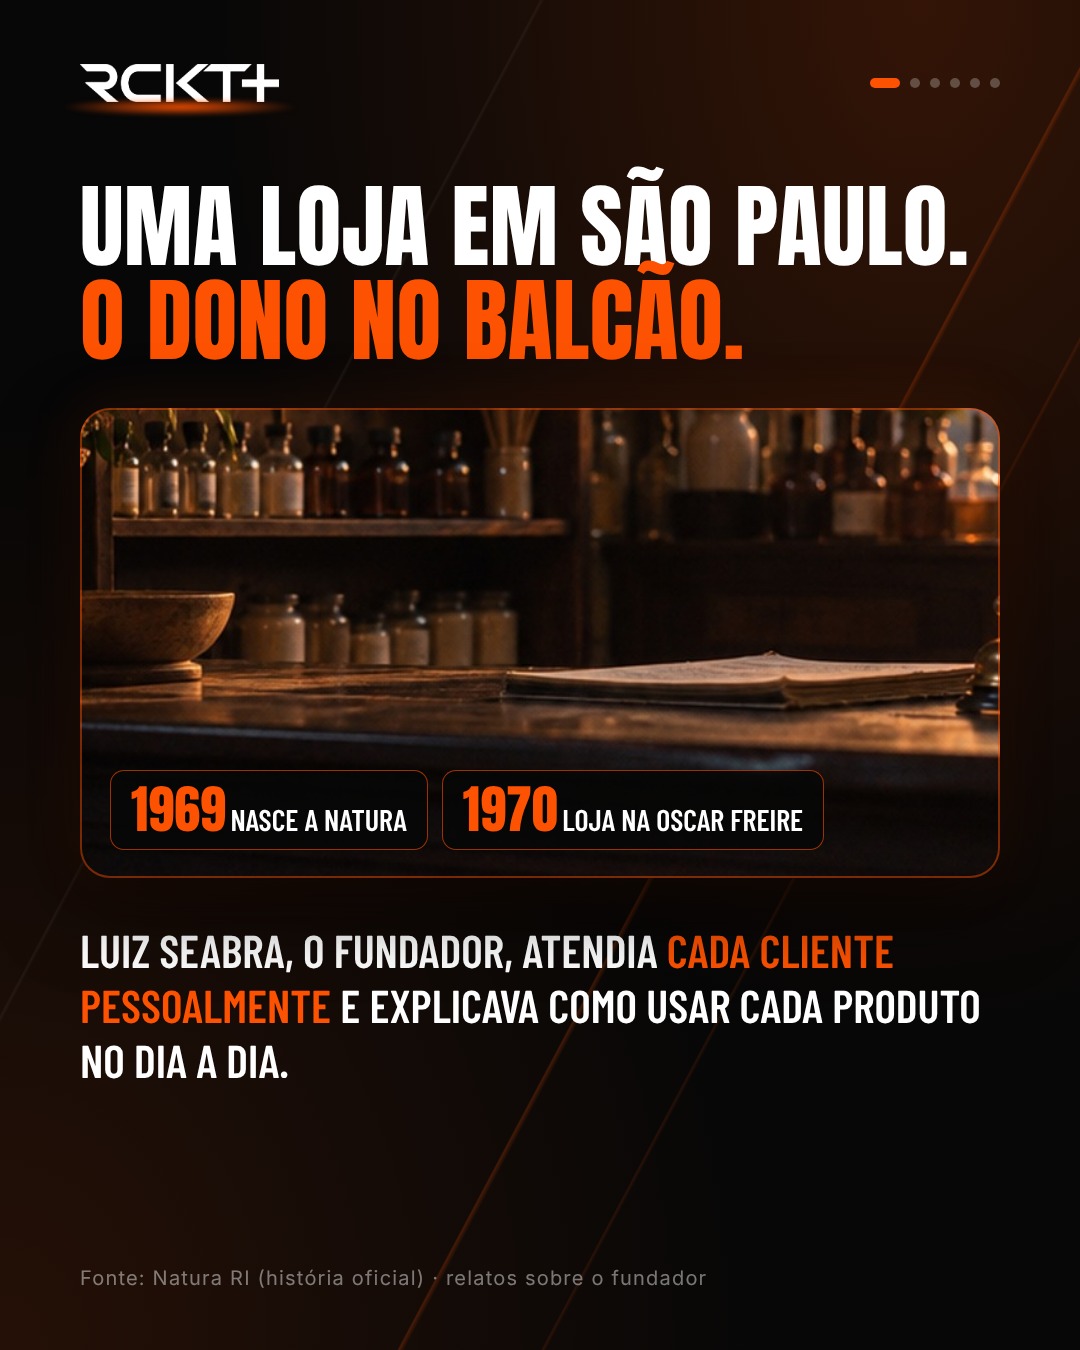 RCKT+
UMA LOJA EM SÃO PAULO.
O DONO NO BALCÃO.
1969 NASCE A NATURA
1970 LOJA NA OSCAR FREIRE
LUIZ SEABRA, O FUNDADOR, ATENDIA CADA CLIENTE
PESSOALMENTE E EXPLICAVA COMO USAR CADA PRODUTO
NO DIA A DIA.
Fonte: Natura RI (história oficial) · relatos sobre o fundador